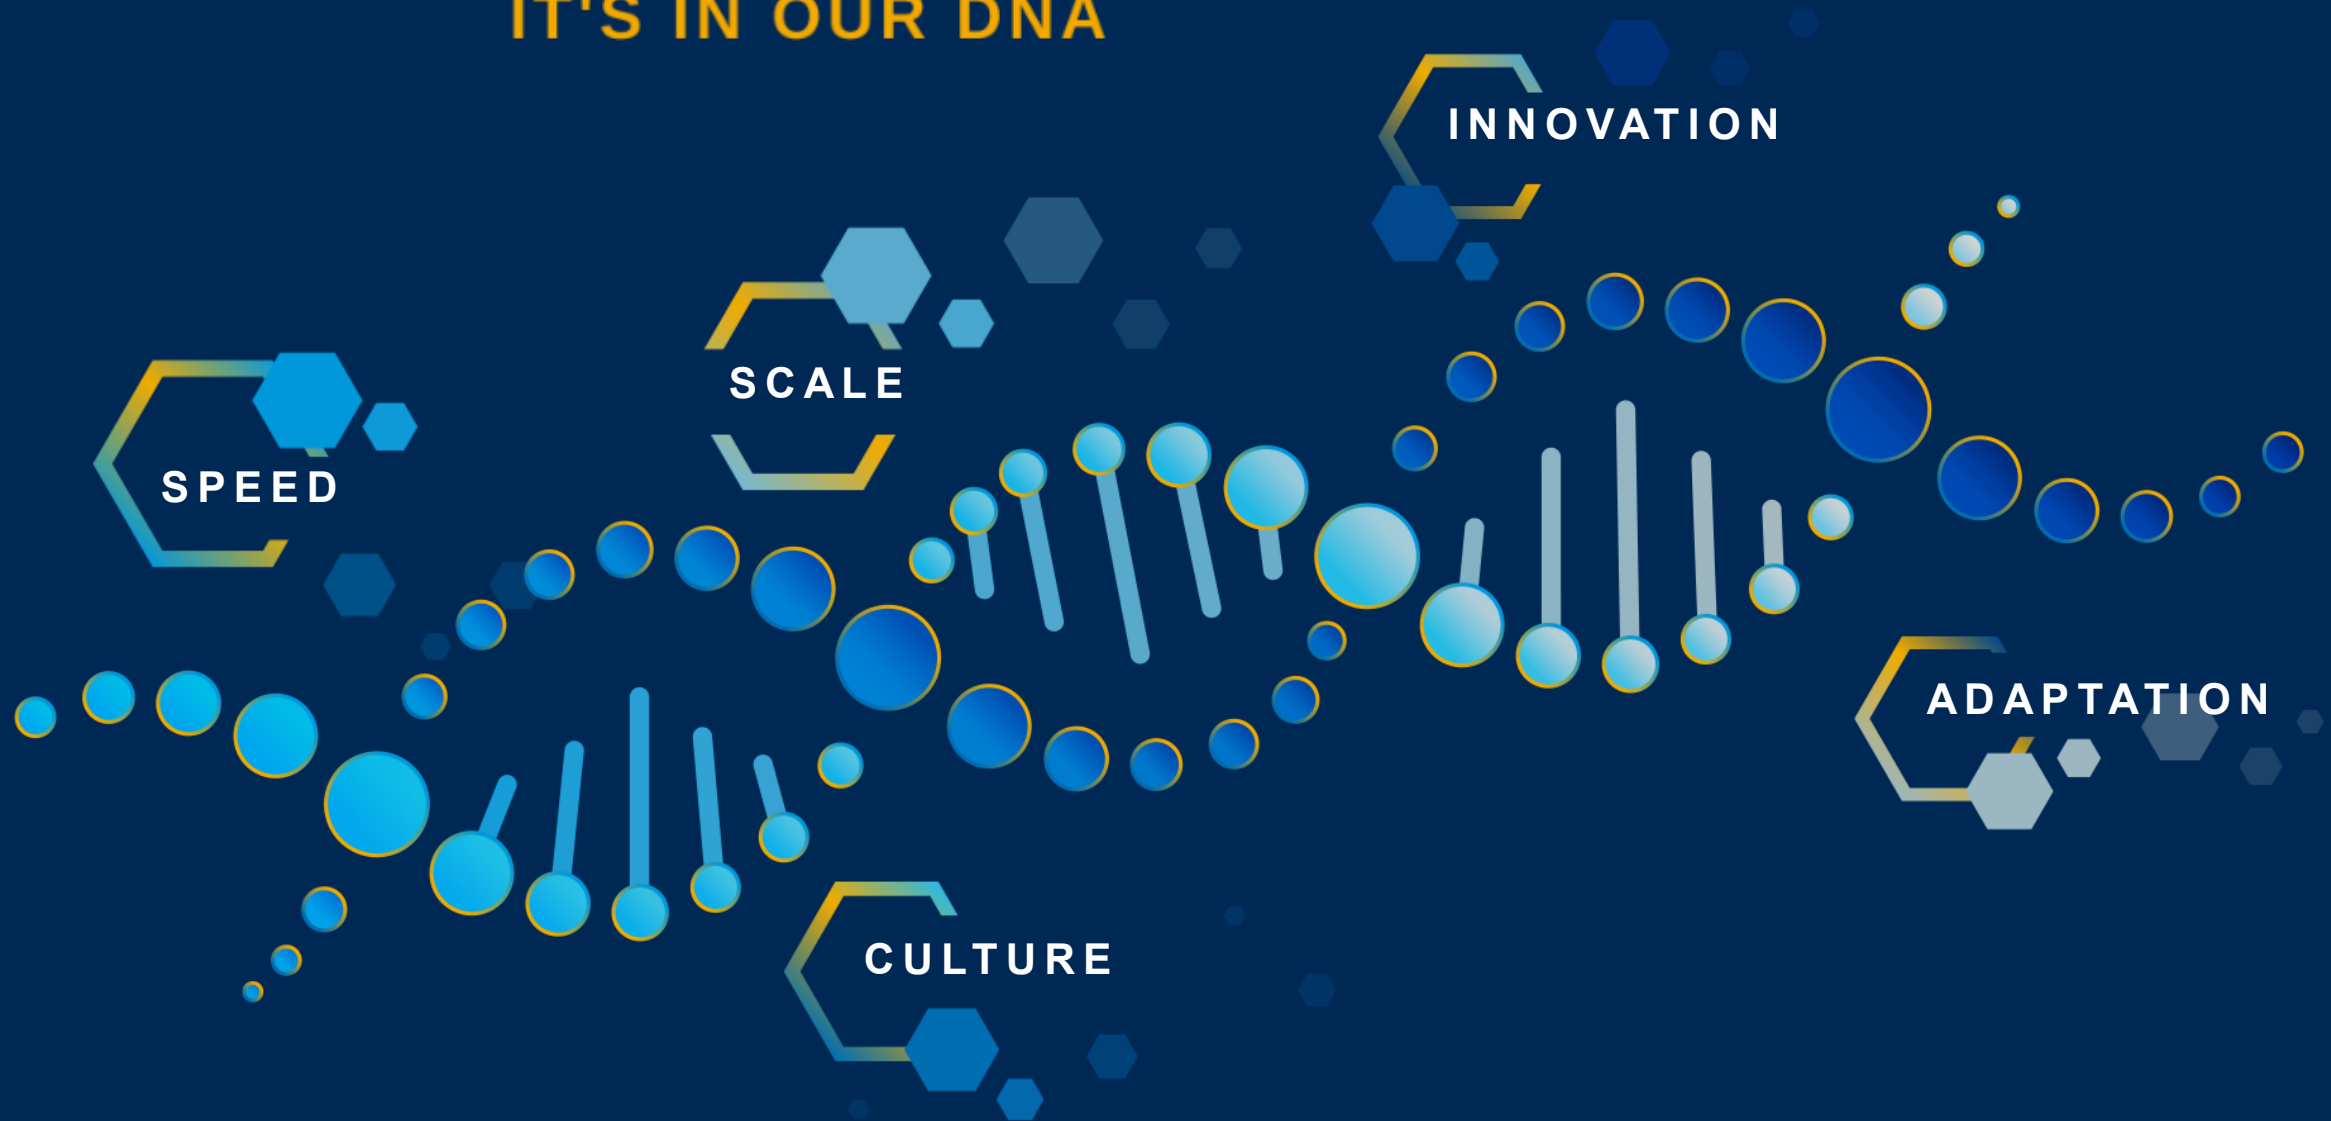 IT'S IN OUR DNA
INNOVATION
SCALE
SPEED
ADAPTATION
CULTURE